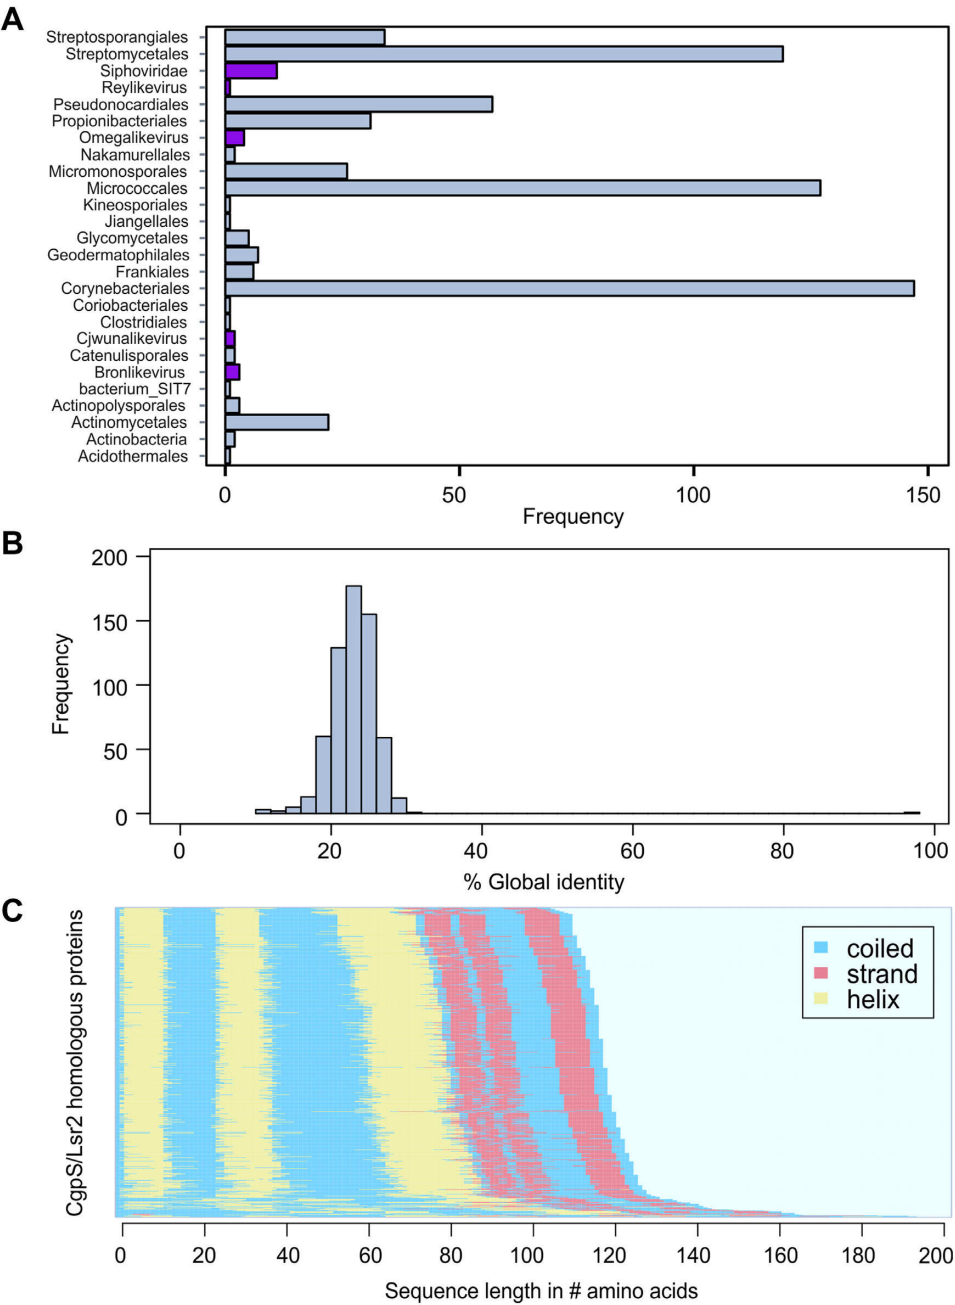 A
Streptosporangiales
Streptomycetales
Siphoviridae
Reylikevirus
Pseudonocardiales
Propionibacteriales
Omegalikevirus
Nakamurellales
Micromonosporales
Micrococcales
Kineosporiales
Jiangellales
Glycomycetales
Geodermatophilales
Frankiales
Corynebacteriales
Coriobacteriales
Clostridiales
Cjwunalikevirus
Catenulisporales
Bronlikevirus
bacterium_SIT7
Actinopolysporales
Actinomycetales
Actinobacteria
Acidothermales
0 50 100 150
Frequency
B
200
150
100
50
0
Frequency
0 20 40 60 80 100
% Global identity
C
CgpS/Lsr2 homologous proteins
coiled
strand
helix
0 20 40 60 80 100 120 140 160 180 200
Sequence length in # amino acids